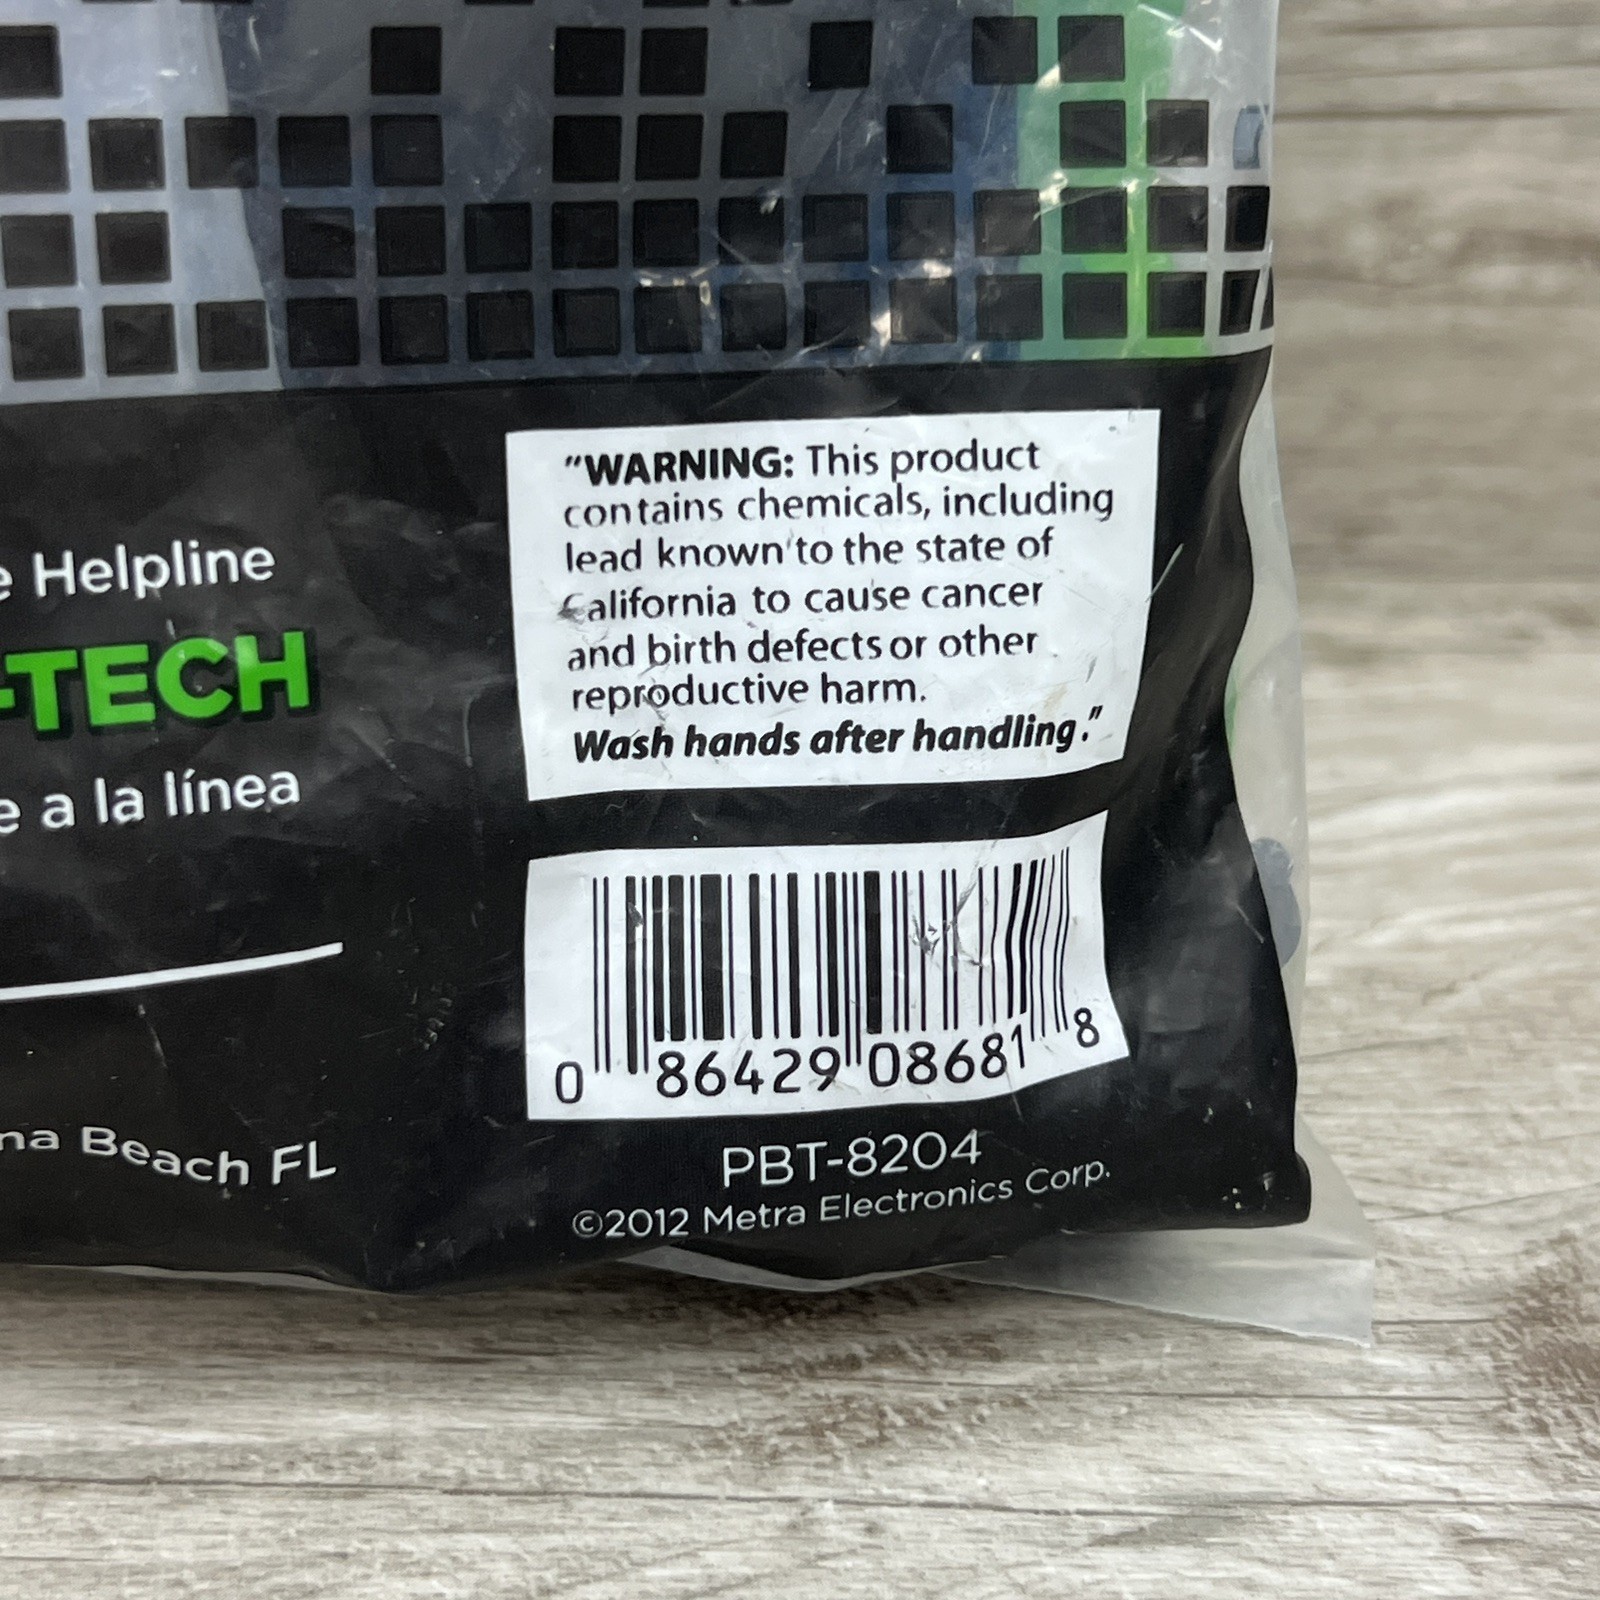 e Helpline
-TECH
e a la línea
na Beach FL
"WARNING: This product
contains chemicals, including
lead known to the state of
California to cause cancer
and birth defects or other
reproductive harm.
Wash hands after handling."
0 86429 08681 8
PBT-8204
©2012 Metra Electronics Corp.